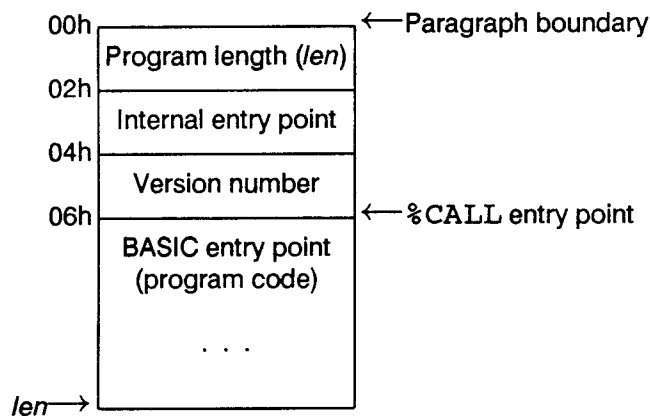 00h
Paragraph boundary
Program length (len)
02h
Internal entry point
04h
Version number
06h
%CALL entry point
BASIC entry point
(program code)
. . .
len